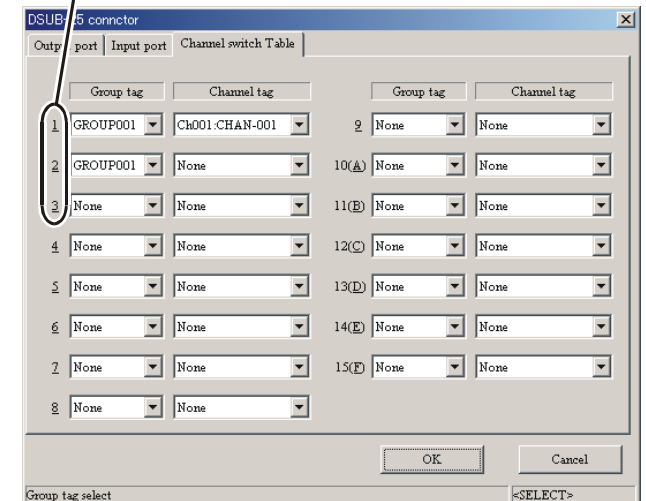 DSUB-25 connctor
Output port Input port Channel switch Table
Group tag Channel tag Group tag Channel tag
1 GROUP001 Ch001:CHAN-001 9 None None
2 GROUP001 None 10(A) None None
3 None None 11(B) None None
4 None None 12(C) None None
5 None None 13(D) None None
6 None None 14(E) None None
7 None None 15(F) None None
8 None None
OK Cancel
Group tag select <SELECT>